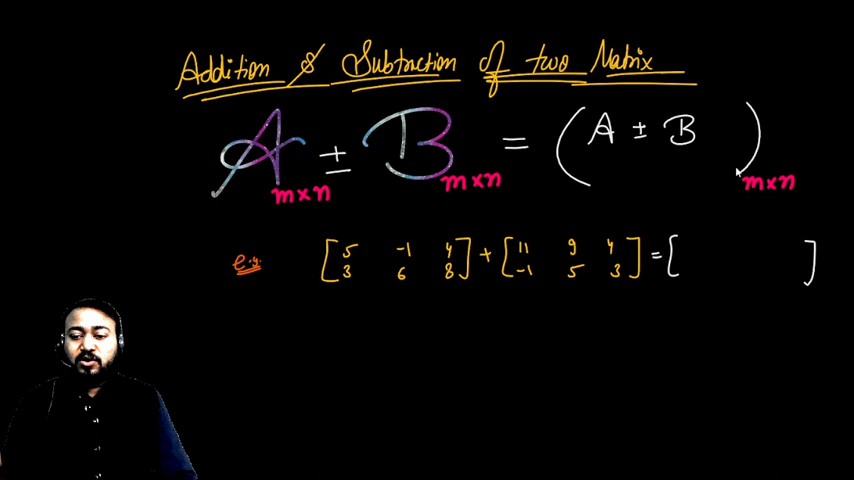 Addition & Subtraction of two Matrix
A m×n ± B m×n = (A ± B) m×n
e.g. [5 -1 4] + [11 9 4] = [ ]
[3 6 8] [-1 5 3]